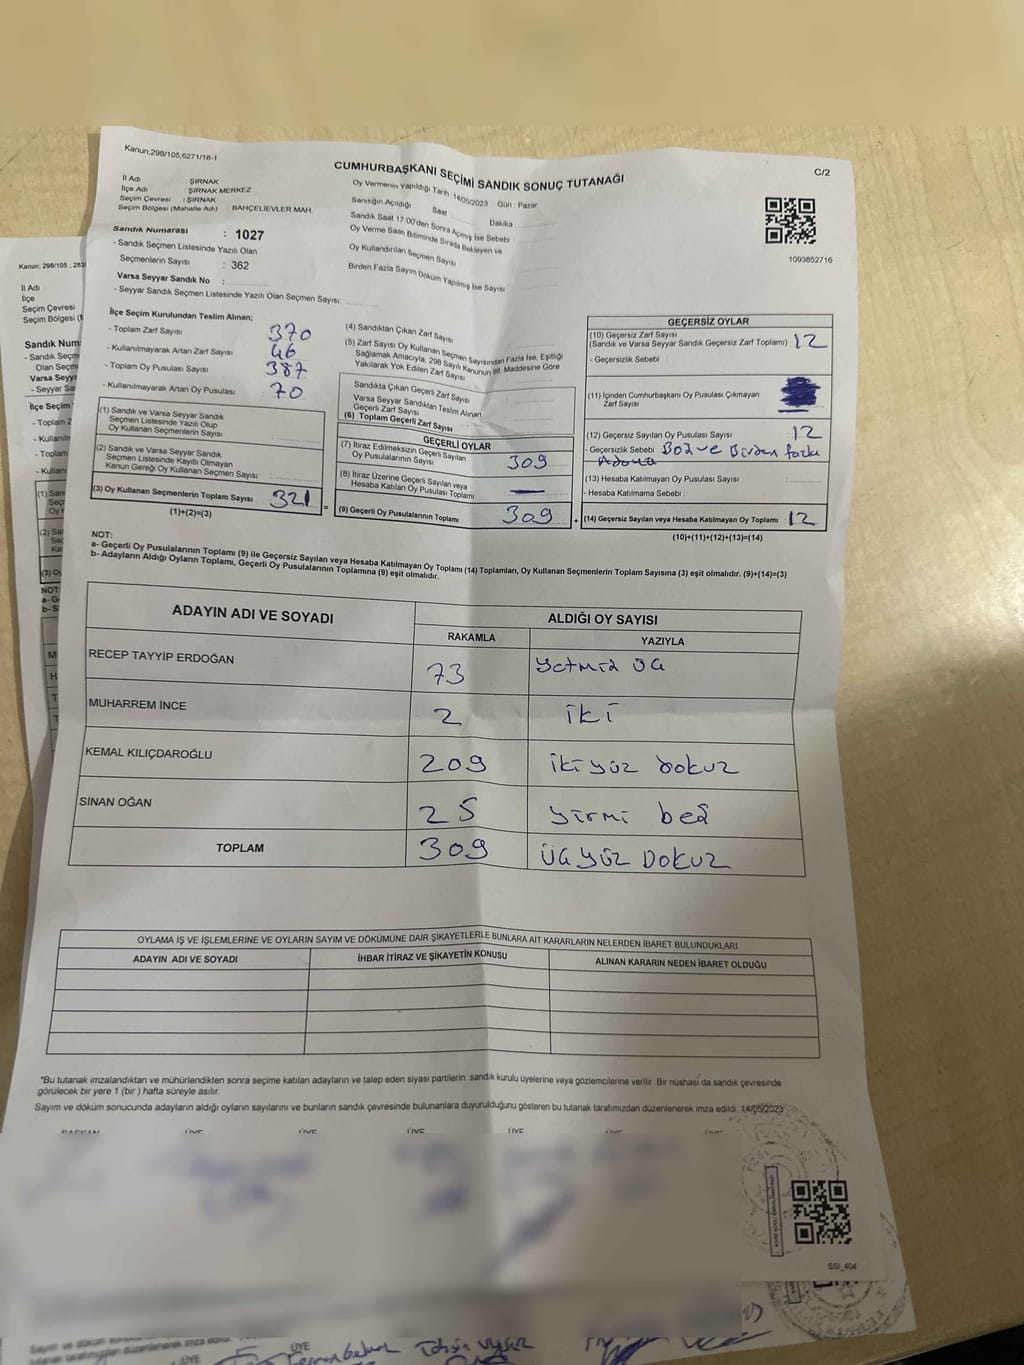 Kanun,298/105,6271/18-1
CUMHURBAŞKANI SEÇİMİ SANDIK SONUÇ TUTANAĞI
C/2
İl Adı : ŞIRNAK
İlçe Adı : ŞIRNAK MERKEZ
Seçim Çevresi : ŞIRNAK
Seçim Bölgesi (Mahalle Adı) BAHÇELİEVLER MAH.
Oy Vermenin Yapıldığı Tarih : 14/05/2023 Gün : Pazar
Sandığın Açıldığı Saat Dakika :
Sandık Saat 17.00'den Sonra Açılmış İse Sebebi
Oy Verme Saati Bitiminde Sırada Bekleyen ve
Oy Kullandırılan Seçmen Sayısı
Birden Fazla Sayım Döküm Yapılmış İse Sayısı
1093852716
Sandık Numarası : 1027
- Sandık Seçmen Listesinde Yazılı Olan
Seçmenlerin Sayısı : 362
Varsa Seyyar Sandık No :
- Seyyar Sandık Seçmen Listesinde Yazılı Olan Seçmen Sayısı:
İlçe Seçim Kurulundan Teslim Alınan;
- Toplam Zarf Sayısı 370
- Kullanılmayarak Artan Zarf Sayısı 46
- Toplam Oy Pusulası Sayısı 387
- Kullanılmayarak Artan Oy Pusulası 70
(1) Sandık ve Varsa Seyyar Sandık
Seçmen Listesinde Yazılı Olup
Oy Kullanan Seçmenlerin Sayısı
(2) Sandık ve Varsa Seyyar Sandık
Seçmen Listesinde Kayıtlı Olmayan
Kanun Gereği Oy Kullanan Seçmen Sayısı
(3) Oy Kullanan Seçmenlerin Toplam Sayısı 321
(1)+(2)=(3)
(4) Sandıktan Çıkan Zarf Sayısı
(5) Zarf Sayısı Oy Kullanan Seçmen Sayısından Fazla İse, Eşitliği
Sağlamak Amacıyla, 298 Sayılı Kanunun 98. Maddesine Göre
Yakılarak Yok Edilen Zarf Sayısı
Sandıkta Çıkan Geçerli Zarf Sayısı
Varsa Seyyar Sandıktan Teslim Alınan
Geçerli Zarf Sayısı
(6) Toplam Geçerli Zarf Sayısı
GEÇERLİ OYLAR
(7) İtiraz Edilmeksizin Geçerli Sayılan
Oy Pusulalarının Sayısı 309
(8) İtiraz Üzerine Geçerli Sayılan veya
Hesaba Katılan Oy Pusulası Toplamı
(9) Geçerli Oy Pusulalarının Toplamı 309
GEÇERSİZ OYLAR
(10) Geçersiz Zarf Sayısı
(Sandık ve Varsa Seyyar Sandık Geçersiz Zarf Toplamı) 12
- Geçersizlik Sebebi
(11) İçinden Cumhurbaşkanı Oy Pusulası Çıkmayan
Zarf Sayısı
(12) Geçersiz Sayılan Oy Pusulası Sayısı 12
- Geçersizlik Sebebi Boş ve Birden fazla
(13) Hesaba Katılmayan Oy Pusulası Sayısı
- Hesaba Katılmama Sebebi
(14) Geçersiz Sayılan veya Hesaba Katılmayan Oy Toplamı 12
(10)+(11)+(12)+(13)=(14)
NOT:
a- Geçerli Oy Pusulalarının Toplamı (9) ile Geçersiz Sayılan veya Hesaba Katılmayan Oy Toplamı (14) Toplamları, Oy Kullanan Seçmenlerin Toplam Sayısına (3) eşit olmalıdır. (9)+(14)=(3)
b- Adayların Aldığı Oyların Toplamı, Geçerli Oy Pusulalarının Toplamına (9) eşit olmalıdır.
ADAYIN ADI VE SOYADI ALDIĞI OY SAYISI
RAKAMLA YAZIYLA
RECEP TAYYİP ERDOĞAN 73 yetmiş üç
MUHARREM İNCE 2 iki
KEMAL KILIÇDAROĞLU 209 ikiyüz dokuz
SİNAN OĞAN 25 yirmi beş
TOPLAM 309 üçyüz DOKUZ
OYLAMA İŞ VE İŞLEMLERİNE VE OYLARIN SAYIM VE DÖKÜMÜNE DAİR ŞİKAYETLERLE BUNLARA AİT KARARLARIN NELERDEN İBARET BULUNDUKLARI
ADAYIN ADI VE SOYADI İHBAR İTİRAZ VE ŞİKAYETİN KONUSU ALINAN KARARIN NEDEN İBARET OLDUĞU
*Bu tutanak imzalandıktan ve mühürlendikten sonra seçime katılan adayların ve talep eden siyasi partilerin sandık kurulu üyelerine veya gözlemcilerine verilir. Bir nüshası da sandık çevresinde
görülecek bir yere 1 (bir) hafta süreyle asılır.
Sayım ve döküm sonucunda adayların aldığı oyların sayılarını ve bunların sandık çevresinde bulunanlara duyurulduğunu gösteren bu tutanak tarafımızdan düzenlenerek imza edildi. 14/05/2023
BAŞKAN ÜYE ÜYE ÜYE ÜYE ÜYE ÜYE
SSİ_404
Kanun: 298/105
İl Adı
İlçe
Seçim Çevresi
Seçim Bölgesi
Sandık Num
ÜYE
ÜYE